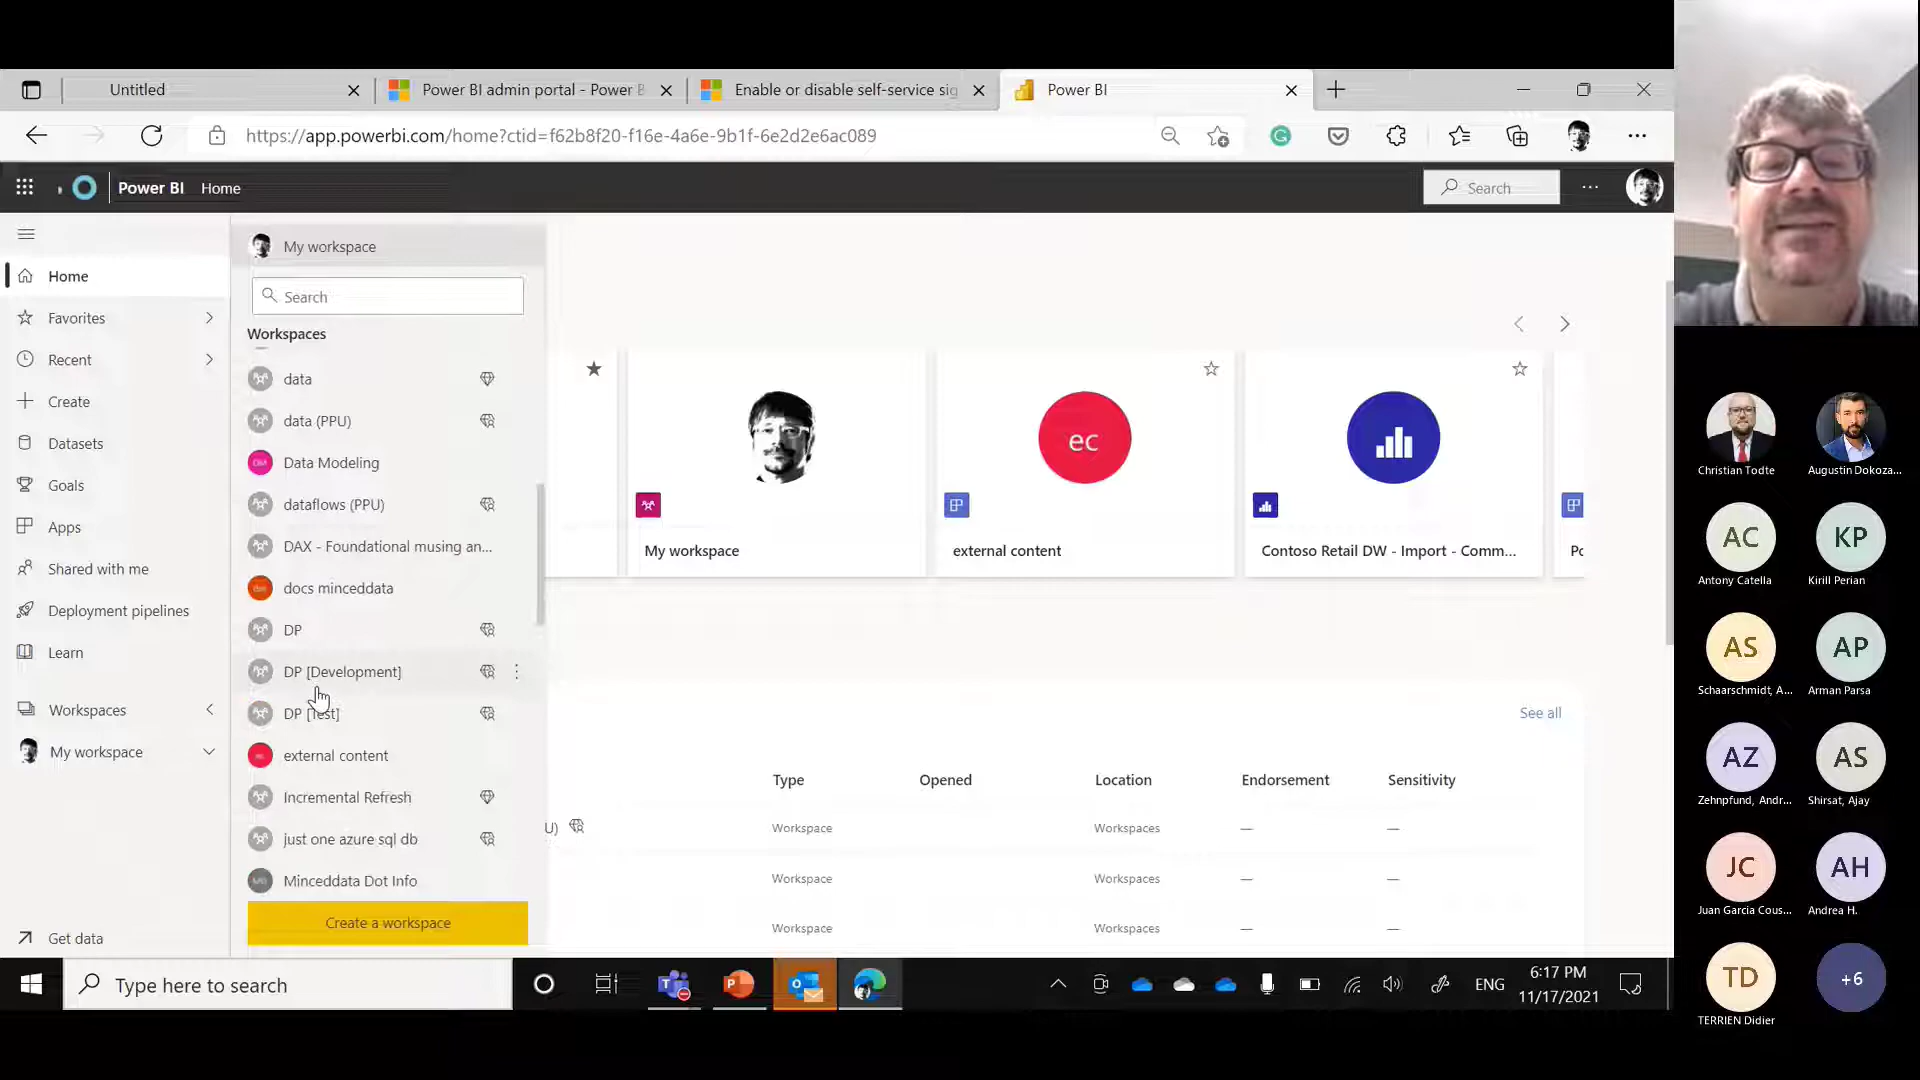 Untitled
Power BI admin portal - Power B
Enable or disable self-service sig
Power BI
https://app.powerbi.com/home?ctid=f62b8f20-f16e-4a6e-9b1f-6e2d2e6ac089
Power BI Home
Search
Home
Favorites
Recent
Create
Datasets
Goals
Apps
Shared with me
Deployment pipelines
Learn
Workspaces
My workspace
Get data
My workspace
Search
Workspaces
data
data (PPU)
Data Modeling
dataflows (PPU)
DAX - Foundational musing an...
docs minceddata
DP
DP [Development]
DP [Test]
external content
Incremental Refresh
just one azure sql db
Minceddata Dot Info
Create a workspace
My workspace
ec
external content
Contoso Retail DW - Import - Comm...
Pc
See all
Type Opened Location Endorsement Sensitivity
U) Workspace Workspaces — —
Workspace Workspaces — —
Workspace Workspaces — —
Type here to search
ENG
6:17 PM
11/17/2021
Christian Todte
Augustin Dokoza...
AC
Antony Catella
KP
Kirill Perian
AS
Schaarschmidt, A...
AP
Arman Parsa
AZ
Zehnpfund, Andr...
AS
Shirsat, Ajay
JC
Juan Garcia Cous...
AH
Andrea H.
TD
TERRIEN Didier
+6